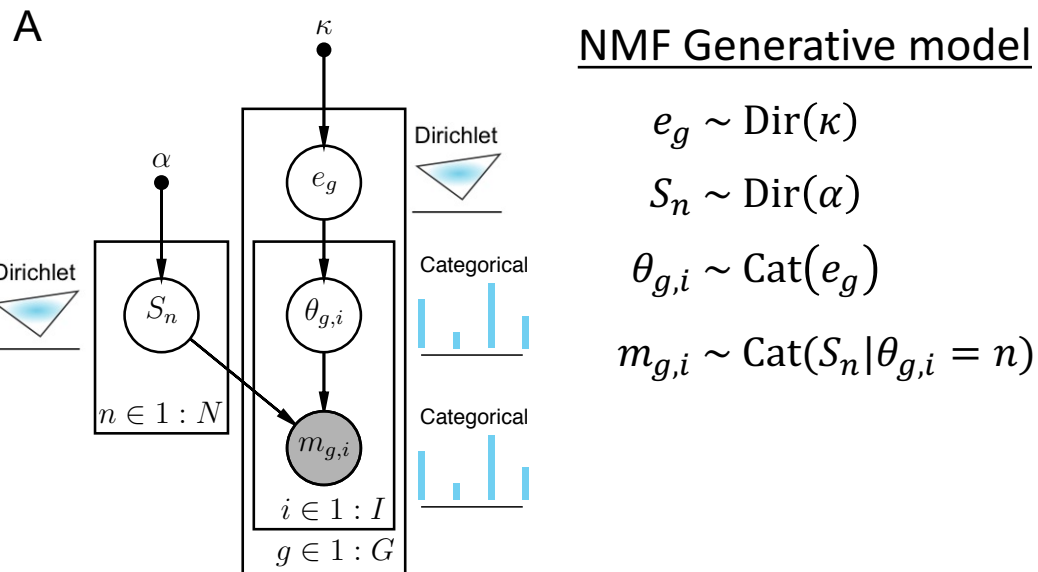 A
κ
NMF Generative model
e_g ~ Dir(κ)
S_n ~ Dir(α)
θ_{g,i} ~ Cat(e_g)
m_{g,i} ~ Cat(S_n|θ_{g,i} = n)
Dirichlet
α
e_g
Dirichlet
S_n
θ_{g,i}
Categorical
n ∈ 1 : N
m_{g,i}
Categorical
i ∈ 1 : I
g ∈ 1 : G